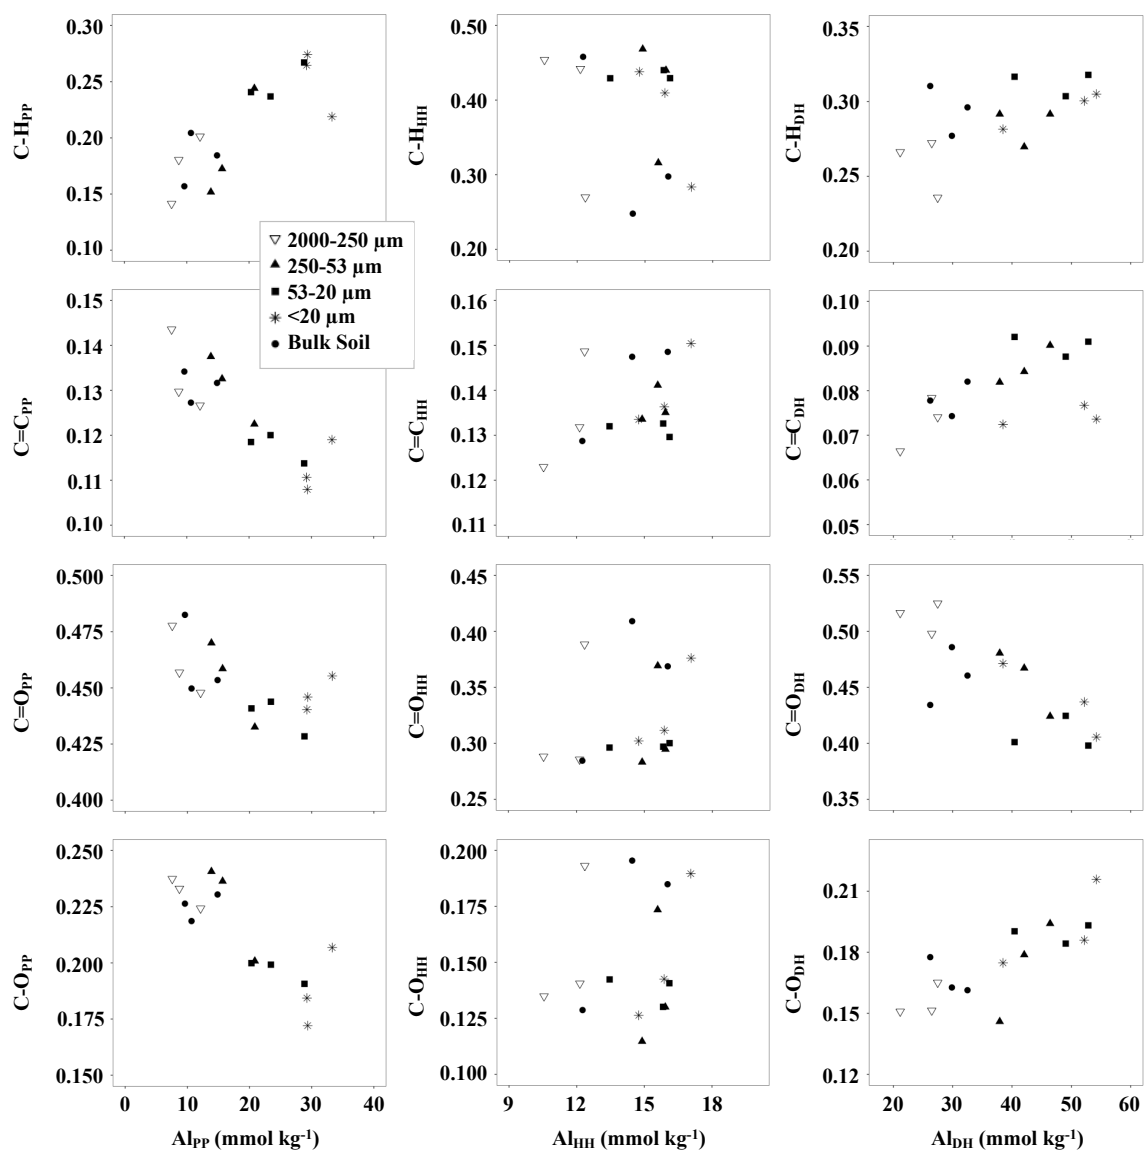 0.30
0.25
0.20
0.15
0.10
C-H_PP
0.50
0.40
0.30
0.20
C-H_HH
0.35
0.30
0.25
0.20
C-H_DH
2000-250 µm
250-53 µm
53-20 µm
<20 µm
Bulk Soil
0.15
0.14
0.13
0.12
0.11
0.10
C=C_PP
0.16
0.15
0.14
0.13
0.12
0.11
C=C_HH
0.10
0.09
0.08
0.07
0.06
0.05
C=C_DH
0.500
0.475
0.450
0.425
0.400
C=O_PP
0.45
0.40
0.35
0.30
0.25
C=O_HH
0.55
0.50
0.45
0.40
0.35
C=O_DH
0.250
0.225
0.200
0.175
0.150
C-O_PP
0 10 20 30 40
Al_PP (mmol kg⁻¹)
0.200
0.175
0.150
0.125
0.100
C-O_HH
9 12 15 18
Al_HH (mmol kg⁻¹)
0.21
0.18
0.15
0.12
C-O_DH
20 30 40 50 60
Al_DH (mmol kg⁻¹)